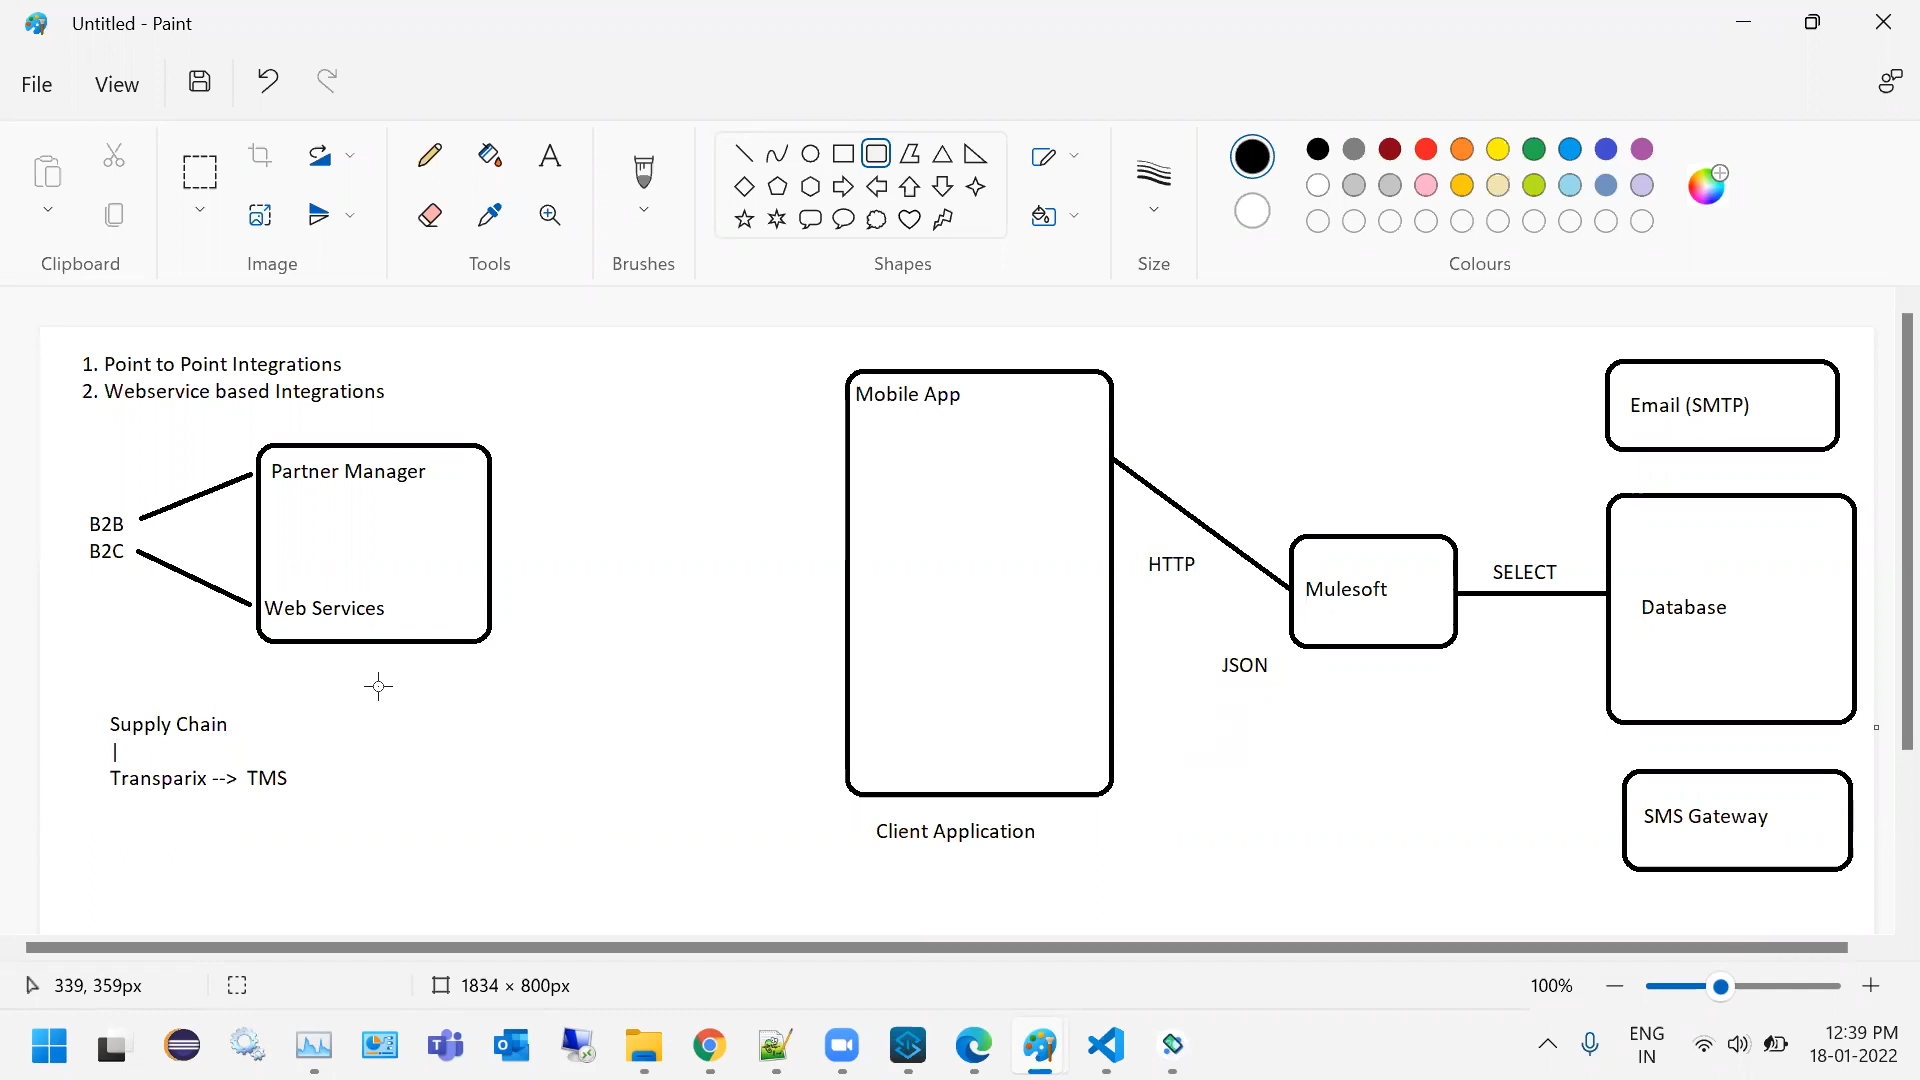 Untitled - Paint
File
View
Clipboard
Image
Tools
Brushes
Shapes
Size
Colours
1. Point to Point Integrations
2. Webservice based Integrations
Partner Manager
B2B
B2C
Web Services
Supply Chain
|
Transparix --> TMS
Mobile App
Client Application
HTTP
JSON
Mulesoft
SELECT
Email (SMTP)
Database
SMS Gateway
339, 359px
1834 × 800px
100%
ENG
IN
12:39 PM
18-01-2022